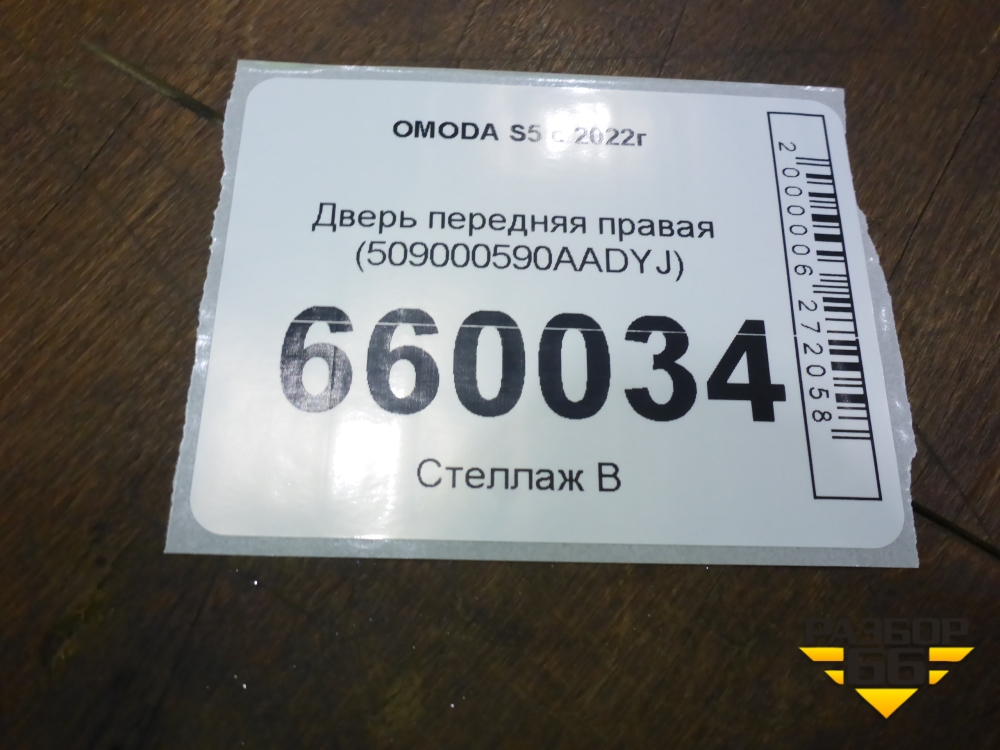 OMODA S5 с 2022г
Дверь передняя правая
(509000590AADYJ)
660034
Стеллаж В
2000006272058
РАЗБОР
66